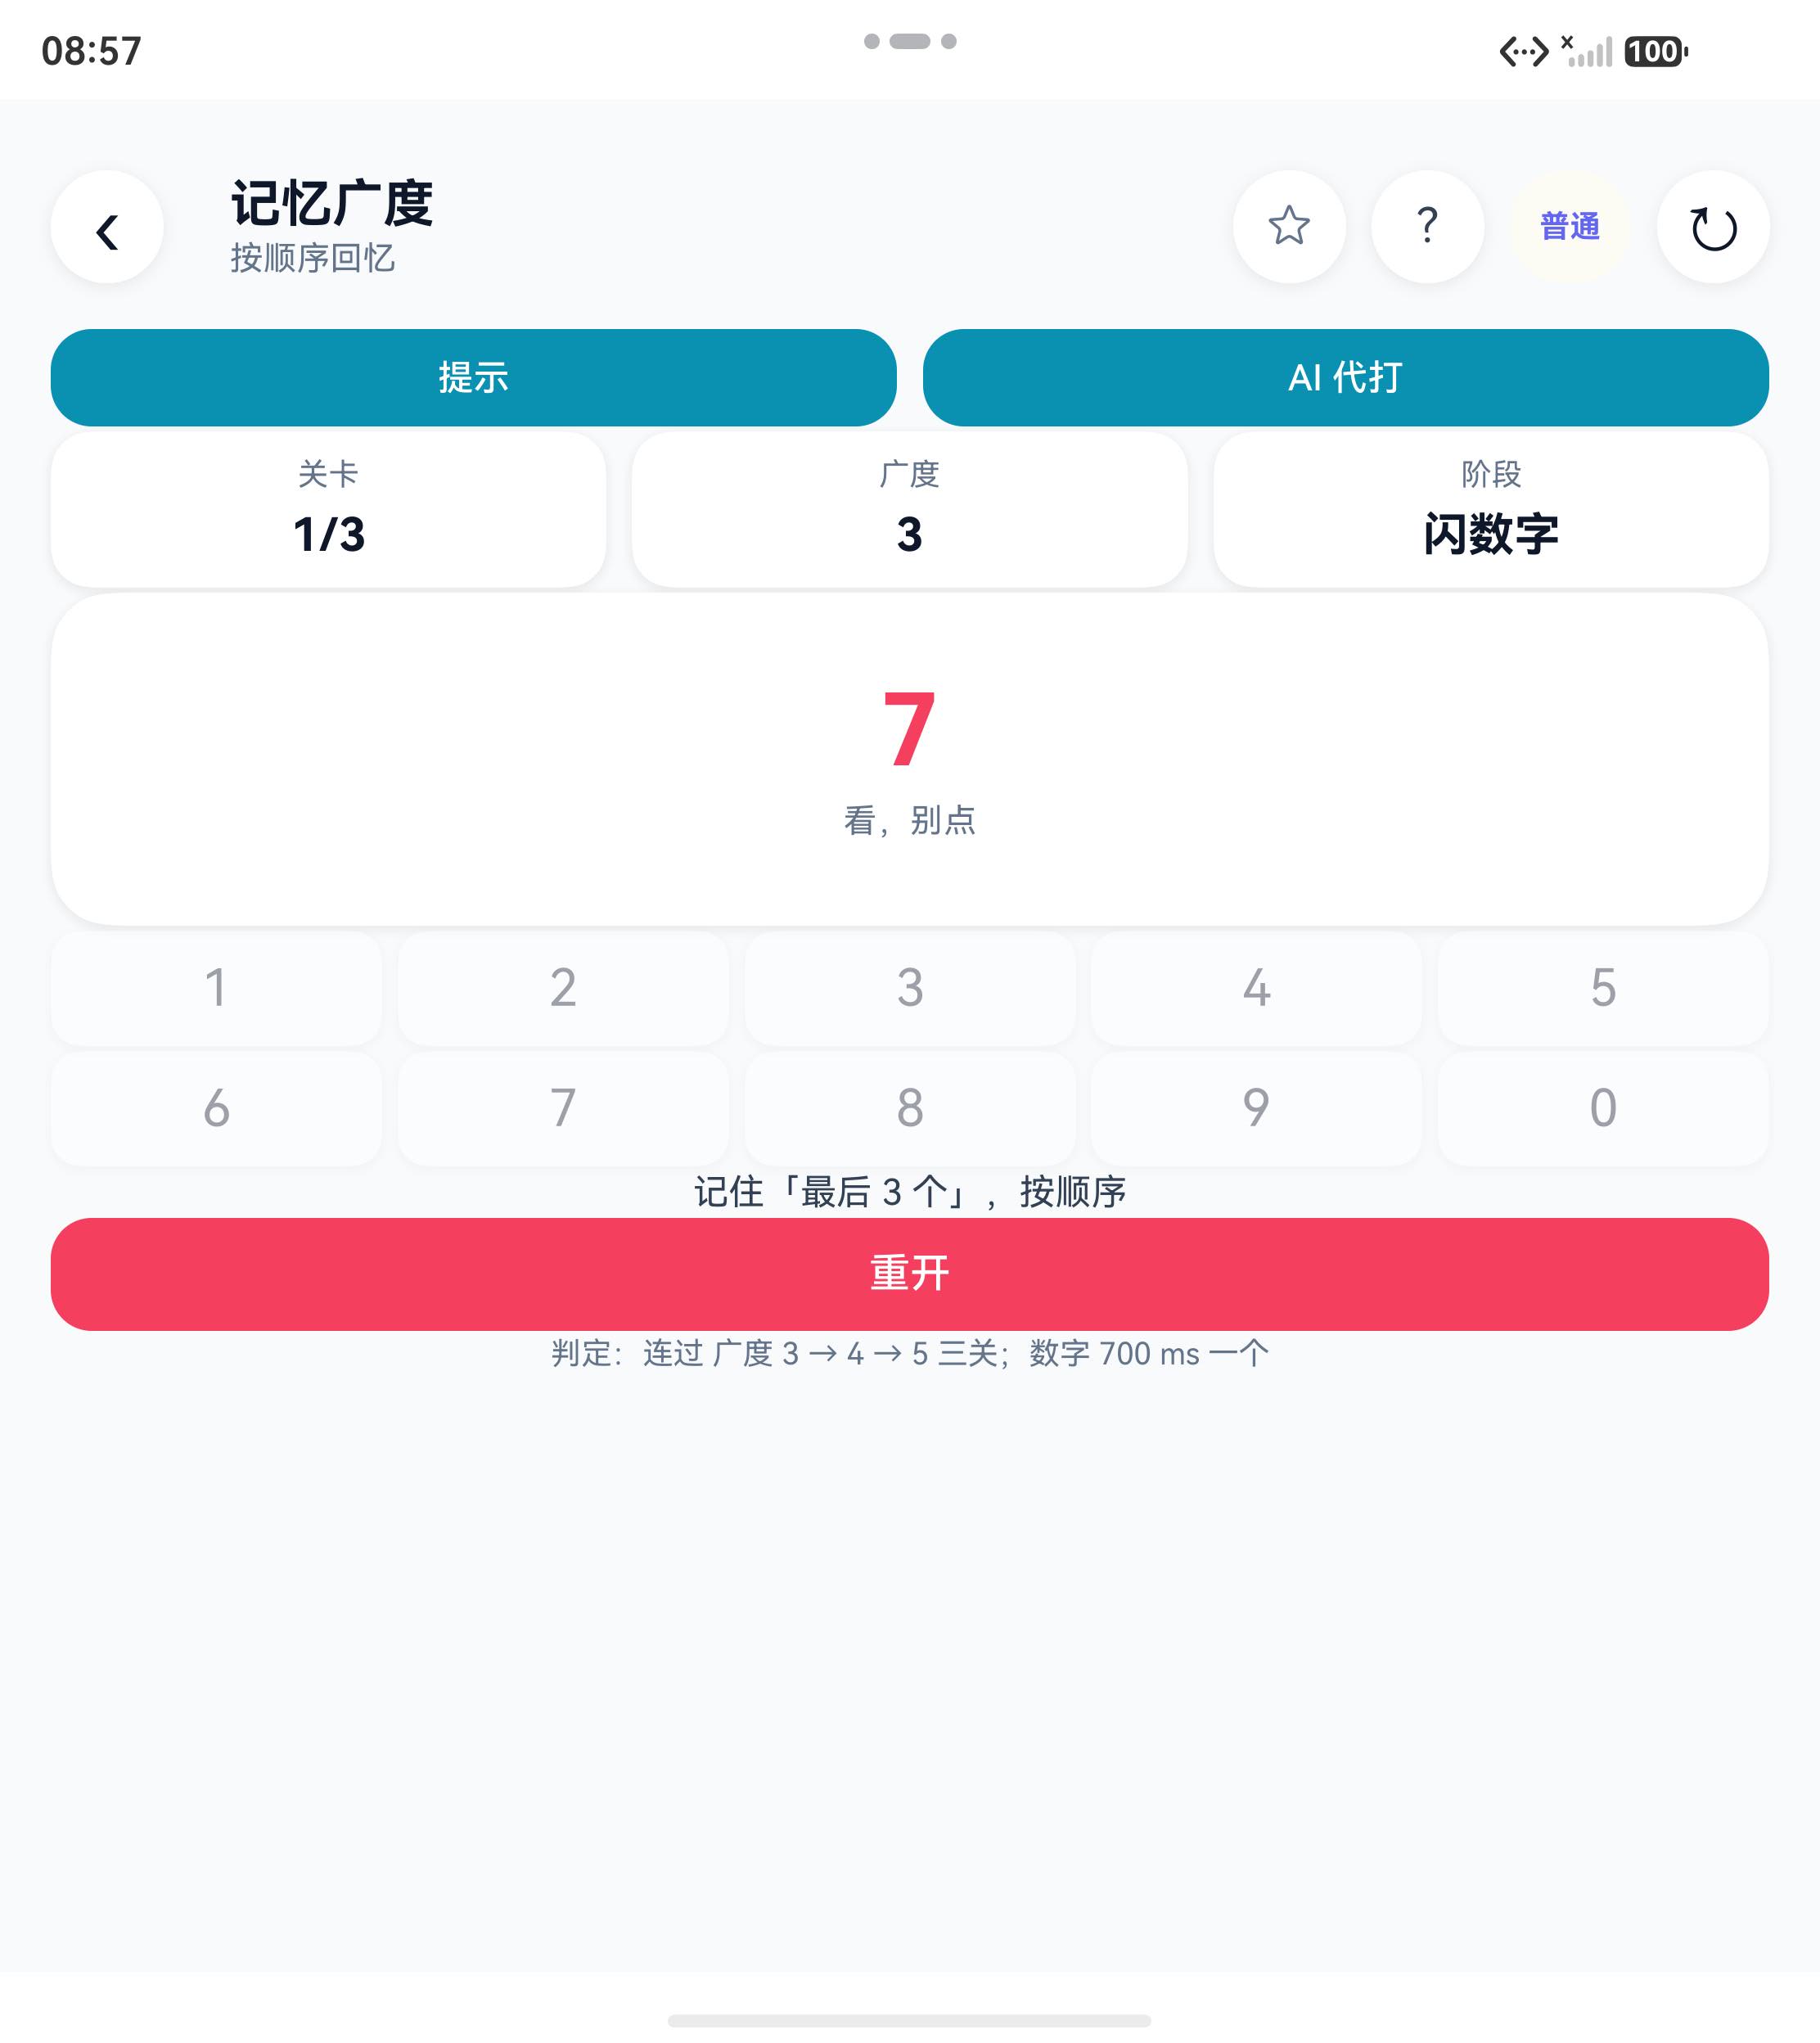 08:57
100
记忆广度
按顺序回忆
?
普通
提示
AI 代打
关卡
1/3
广度
3
阶段
闪数字
7
看，别点
1 2 3 4 5
6 7 8 9 0
记住「最后 3 个」，按顺序
重开
判定：连过 广度 3 → 4 → 5 三关；数字 700 ms 一个